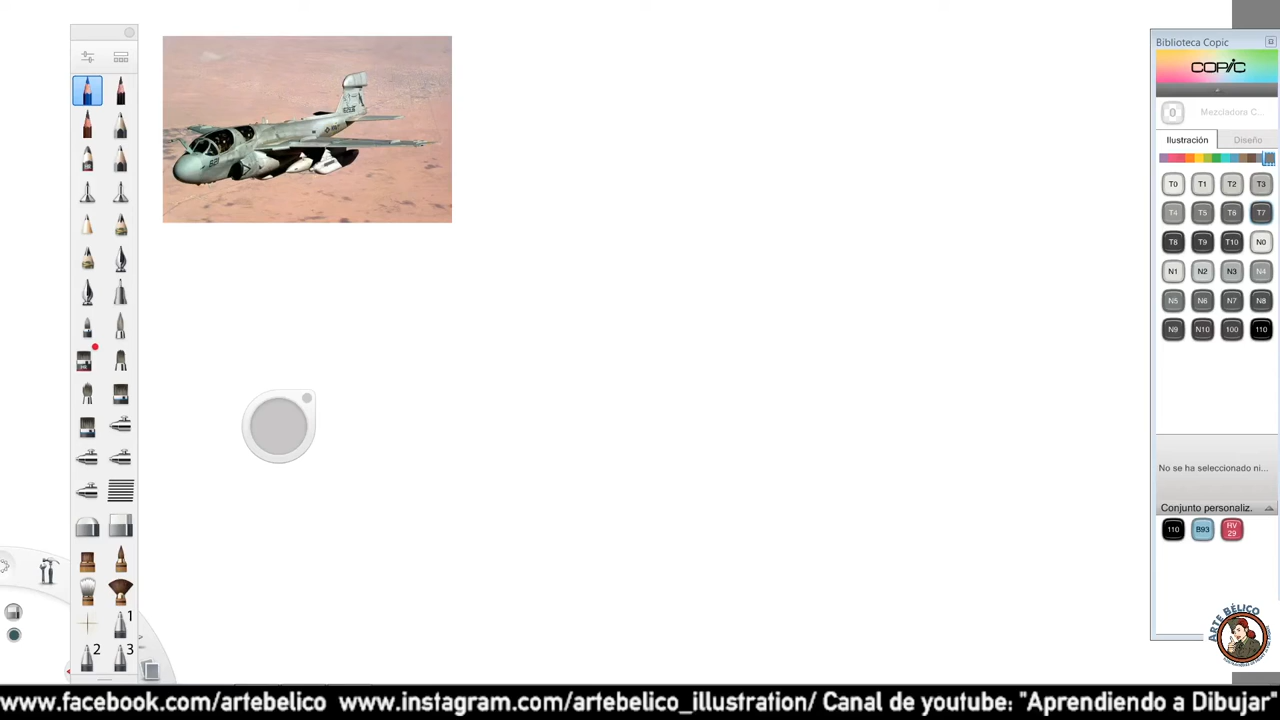 Biblioteca Copic
COPIC
0 Mezcladora C...
Ilustración Diseño
T0 T1 T2 T3
T4 T5 T6 T7
T8 T9 T10 N0
N1 N2 N3 N4
N5 N6 N7 N8
N9 N10 100 110
No se ha seleccionado ni...
Conjunto personaliz.
110 B93 RV 29
1
2 3
ARTE BÉLICO
www.facebook.com/artebelico www.instagram.com/artebelico_illustration/ Canal de youtube: "Aprendiendo a Dibujar"